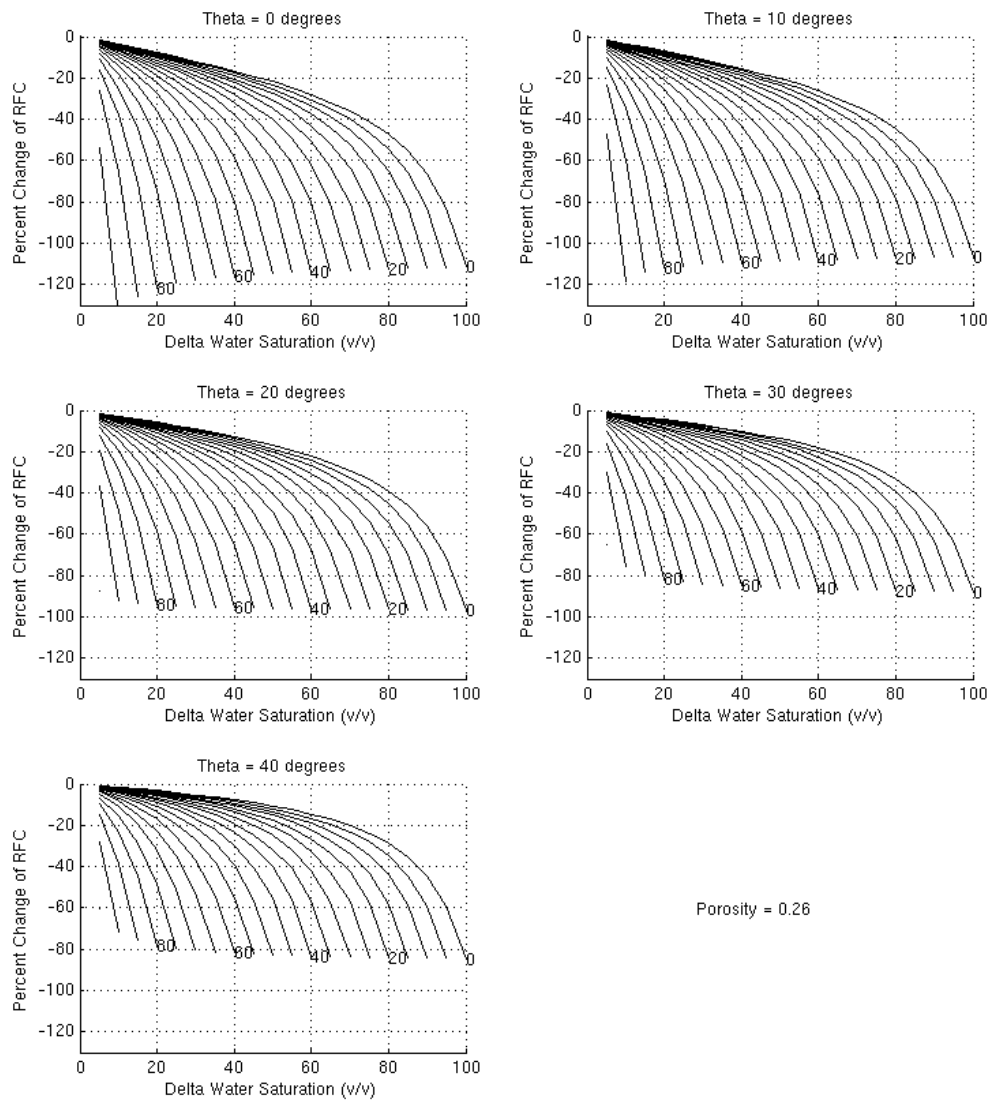 Theta = 0 degrees
Percent Change of RFC
0
-20
-40
-60
-80
-100
-120
80
60
40
20
0
0 20 40 60 80 100
Delta Water Saturation (v/v)
Theta = 10 degrees
Percent Change of RFC
0
-20
-40
-60
-80
-100
-120
80
60
40
20
0
0 20 40 60 80 100
Delta Water Saturation (v/v)
Theta = 20 degrees
Percent Change of RFC
0
-20
-40
-60
-80
-100
-120
80
60
40
20
0
0 20 40 60 80 100
Delta Water Saturation (v/v)
Theta = 30 degrees
Percent Change of RFC
0
-20
-40
-60
-80
-100
-120
80
60
40
20
0
0 20 40 60 80 100
Delta Water Saturation (v/v)
Theta = 40 degrees
Percent Change of RFC
0
-20
-40
-60
-80
-100
-120
80
60
40
20
0
0 20 40 60 80 100
Delta Water Saturation (v/v)
Porosity = 0.26